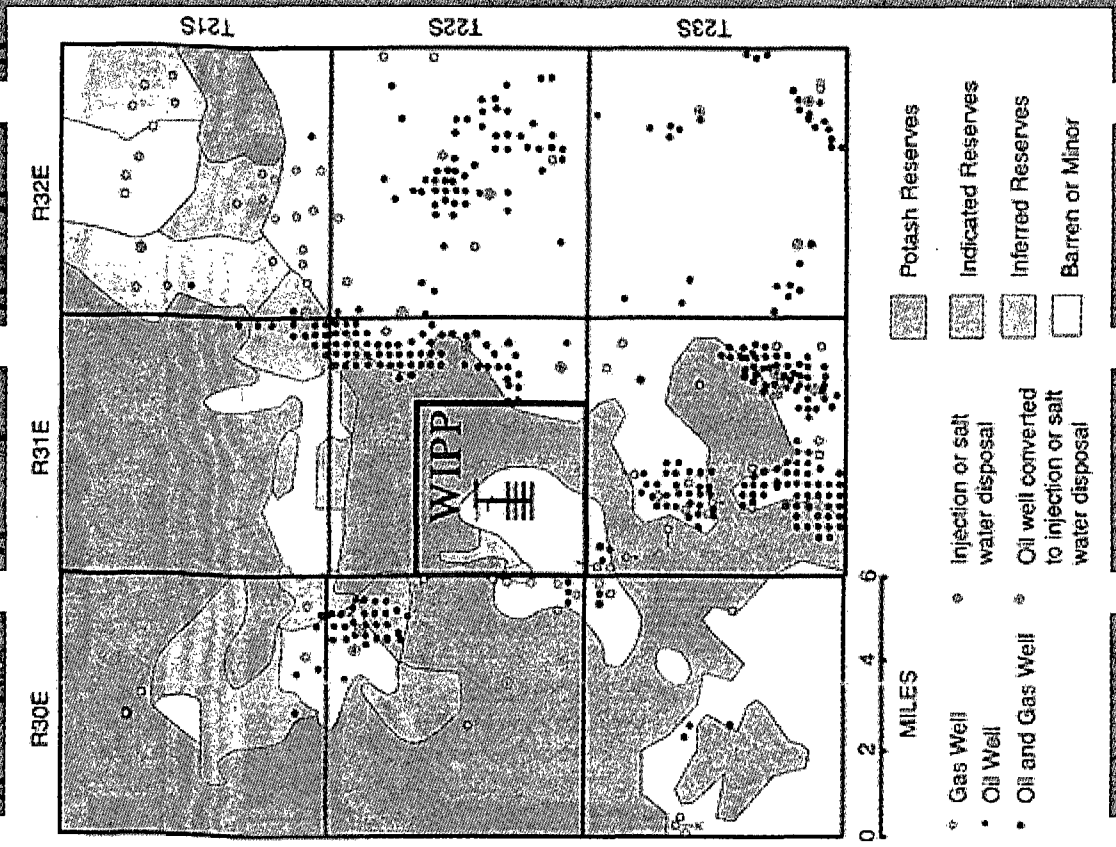 R30E
R31E
R32E
T21S
T22S
T23S
WIPP
0 2 4 6
MILES
Gas Well
Oil Well
Oil and Gas Well
Injection or salt
water disposal
Oil well converted
to injection or salt
water disposal
Potash Reserves
Indicated Reserves
Inferred Reserves
Barren or Minor